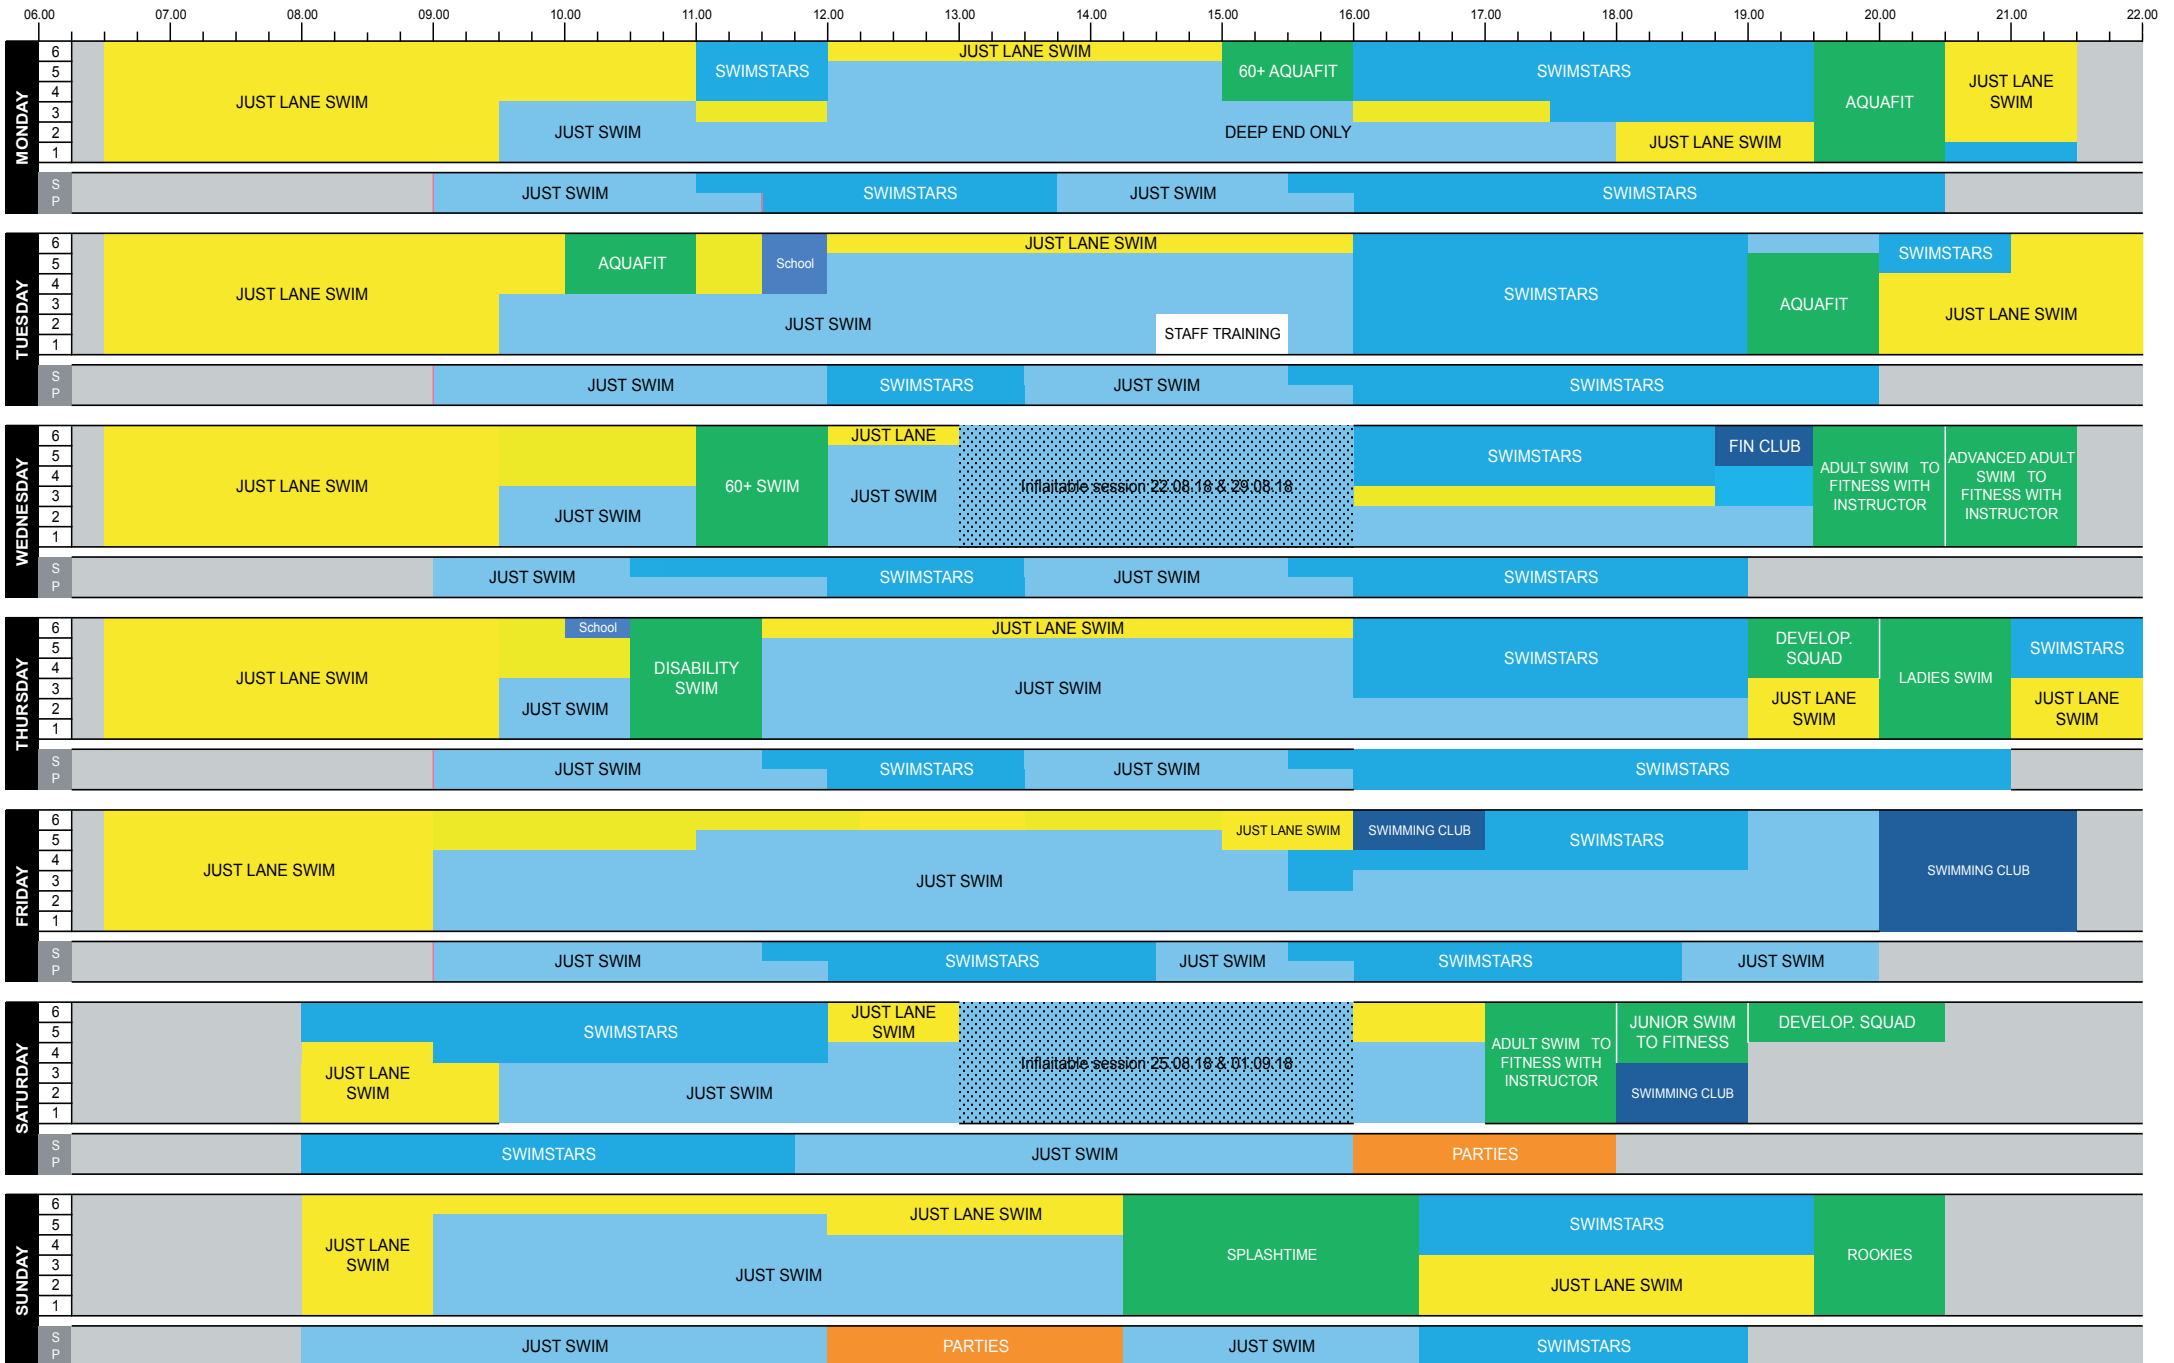 06.00 07.00 08.00 09.00 10.00 11.00 12.00 13.00 14.00 15.00 16.00 17.00 18.00 19.00 20.00 21.00 22.00
MONDAY
6
5
4
3
2
1
JUST LANE SWIM
JUST SWIM
SWIMSTARS
JUST LANE SWIM
60+ AQUAFIT
DEEP END ONLY
SWIMSTARS
JUST LANE SWIM
AQUAFIT
JUST LANE
SWIM
S
P
JUST SWIM
SWIMSTARS
JUST SWIM
SWIMSTARS
TUESDAY
6
5
4
3
2
1
JUST LANE SWIM
AQUAFIT
School
JUST LANE SWIM
JUST SWIM
STAFF TRAINING
SWIMSTARS
AQUAFIT
SWIMSTARS
JUST LANE SWIM
S
P
JUST SWIM
SWIMSTARS
JUST SWIM
SWIMSTARS
WEDNESDAY
6
5
4
3
2
1
JUST LANE SWIM
JUST SWIM
60+ SWIM
JUST LANE
JUST SWIM
Inflaitable session 22.08.18 & 29.08.18
SWIMSTARS
FIN CLUB
ADULT SWIM TO
FITNESS WITH
INSTRUCTOR
ADVANCED ADULT
SWIM TO
FITNESS WITH
INSTRUCTOR
S
P
JUST SWIM
SWIMSTARS
JUST SWIM
SWIMSTARS
THURSDAY
6
5
4
3
2
1
JUST LANE SWIM
School
JUST SWIM
DISABILITY
SWIM
JUST LANE SWIM
JUST SWIM
SWIMSTARS
DEVELOP.
SQUAD
JUST LANE
SWIM
LADIES SWIM
SWIMSTARS
JUST LANE
SWIM
S
P
JUST SWIM
SWIMSTARS
JUST SWIM
SWIMSTARS
FRIDAY
6
5
4
3
2
1
JUST LANE SWIM
JUST SWIM
JUST LANE SWIM
SWIMMING CLUB
SWIMSTARS
SWIMMING CLUB
S
P
JUST SWIM
SWIMSTARS
JUST SWIM
SWIMSTARS
JUST SWIM
SATURDAY
6
5
4
3
2
1
SWIMSTARS
JUST LANE
SWIM
JUST SWIM
JUST LANE
SWIM
Inflaitable session 25.08.18 & 01.09.18
ADULT SWIM TO
FITNESS WITH
INSTRUCTOR
JUNIOR SWIM
TO FITNESS
SWIMMING CLUB
DEVELOP. SQUAD
S
P
SWIMSTARS
JUST SWIM
PARTIES
SUNDAY
6
5
4
3
2
1
JUST LANE
SWIM
JUST SWIM
JUST LANE SWIM
SPLASHTIME
SWIMSTARS
JUST LANE SWIM
ROOKIES
S
P
JUST SWIM
PARTIES
JUST SWIM
SWIMSTARS